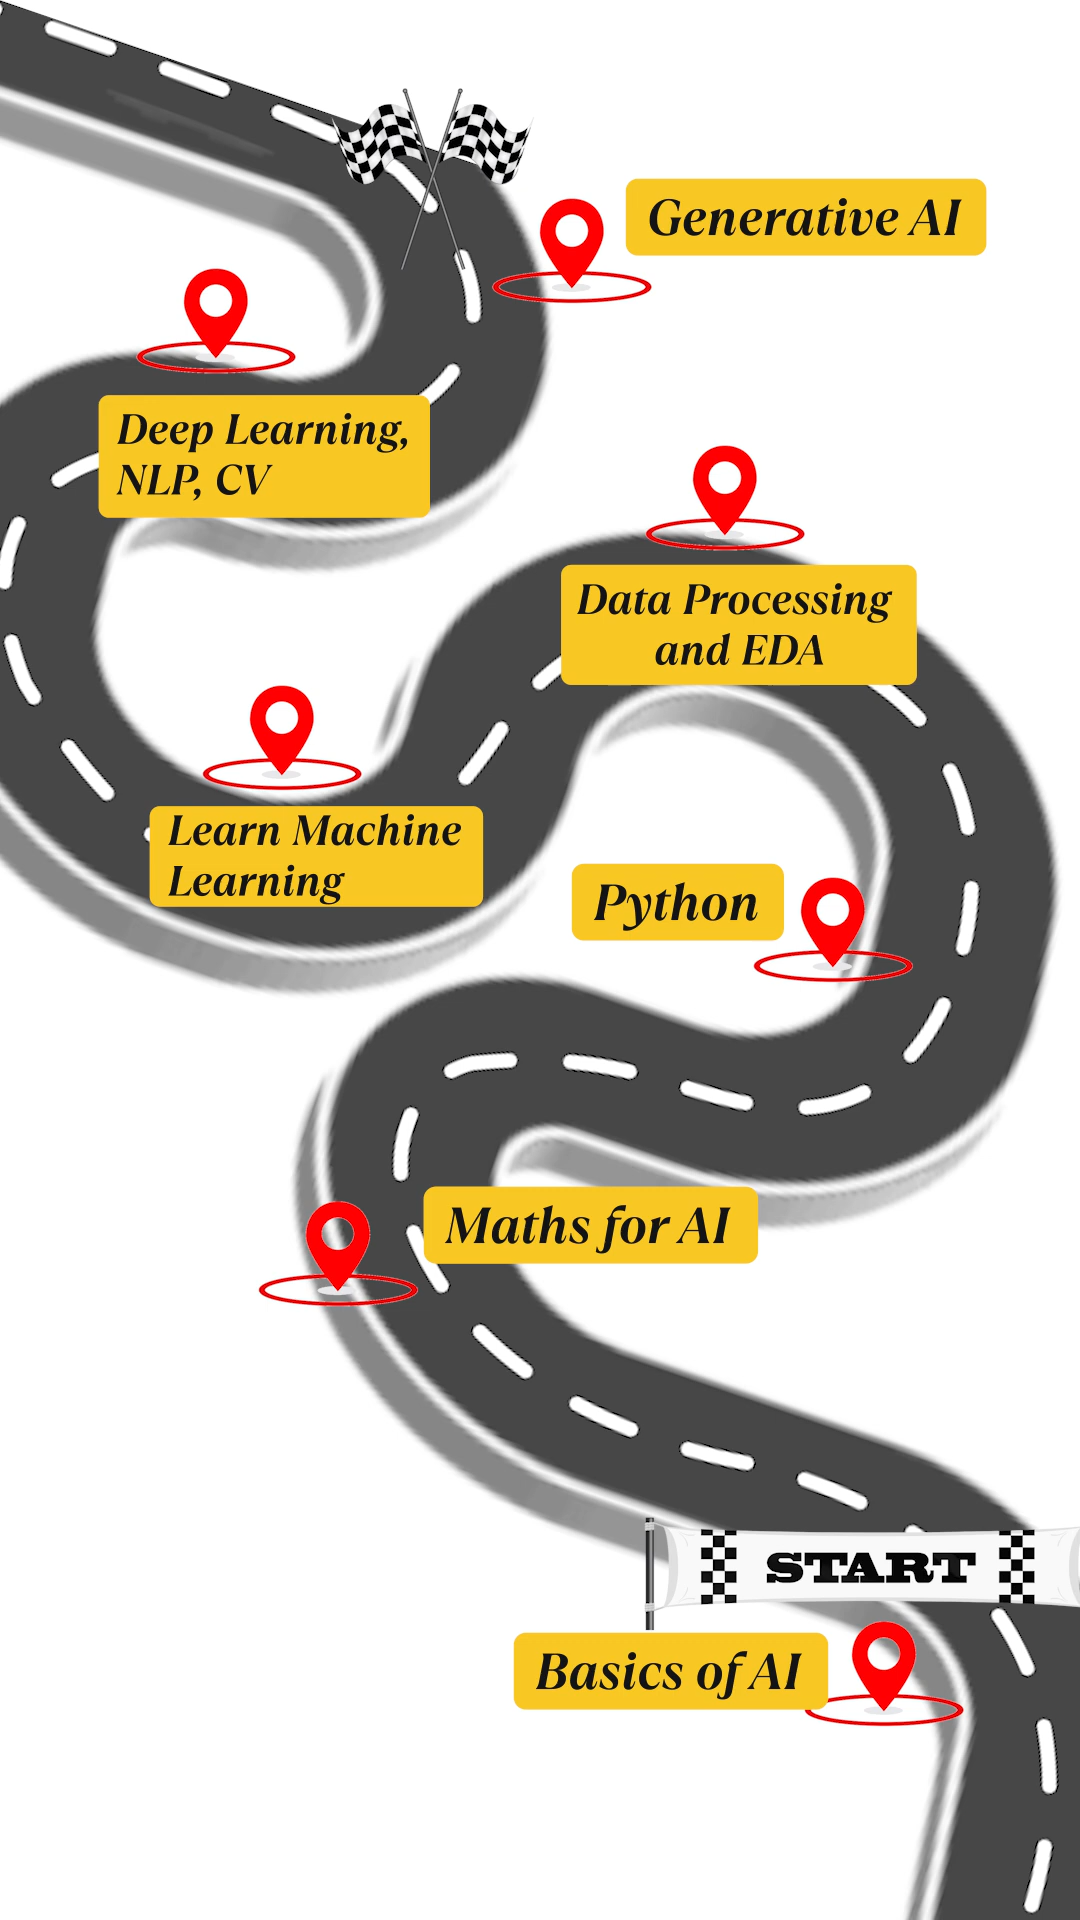 Generative AI
Deep Learning,
NLP, CV
Data Processing
and EDA
Learn Machine
Learning
Python
Maths for AI
START
Basics of AI